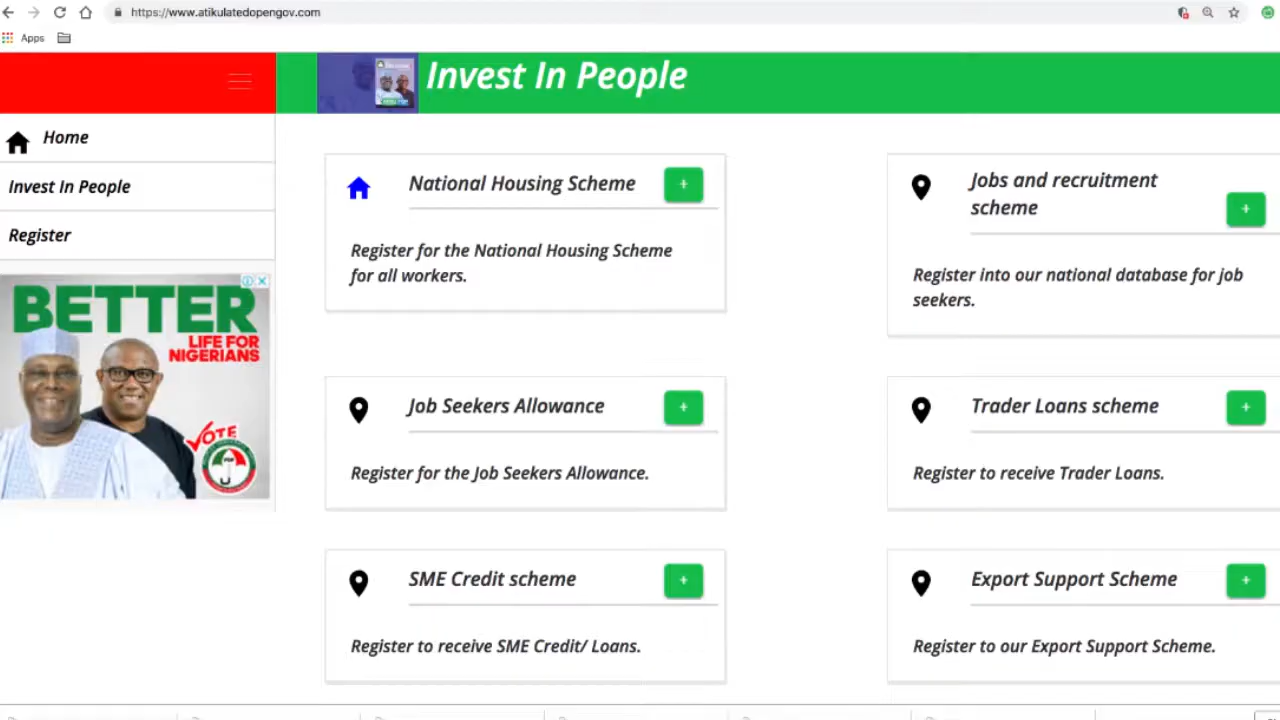 https://www.atikulatedopengov.com
Apps
Invest In People
Home
Invest In People
Register
BETTER
LIFE FOR
NIGERIANS
VOTE
PDP
National Housing Scheme
+
Register for the National Housing Scheme
for all workers.
Jobs and recruitment
scheme
+
Register into our national database for job
seekers.
Job Seekers Allowance
+
Register for the Job Seekers Allowance.
Trader Loans scheme
+
Register to receive Trader Loans.
SME Credit scheme
+
Register to receive SME Credit/ Loans.
Export Support Scheme
+
Register to our Export Support Scheme.